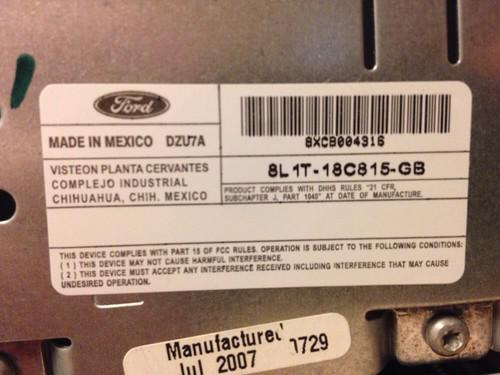 Ford
MADE IN MEXICO DZU7A
8XCB004316
VISTEON PLANTA CERVANTES
COMPLEJO INDUSTRIAL
CHIHUAHUA, CHIH. MEXICO
8L1T-18C815-GB
PRODUCT COMPLIES WITH DHHS RULES "21 CFR,
SUBCHAPTER J, PART 1040" AT DATE OF MANUFACTURE.
THIS DEVICE COMPLIES WITH PART 15 OF FCC RULES. OPERATION IS SUBJECT TO THE FOLLOWING CONDITIONS:
( 1 ) THIS DEVICE MAY NOT CAUSE HARMFUL INTERFERENCE.
( 2 ) THIS DEVICE MUST ACCEPT ANY INTERFERENCE RECEIVED INCLUDING INTERFERENCE THAT MAY CAUSE
UNDESIRED OPERATION.
Manufactured
Jul 2007 1729